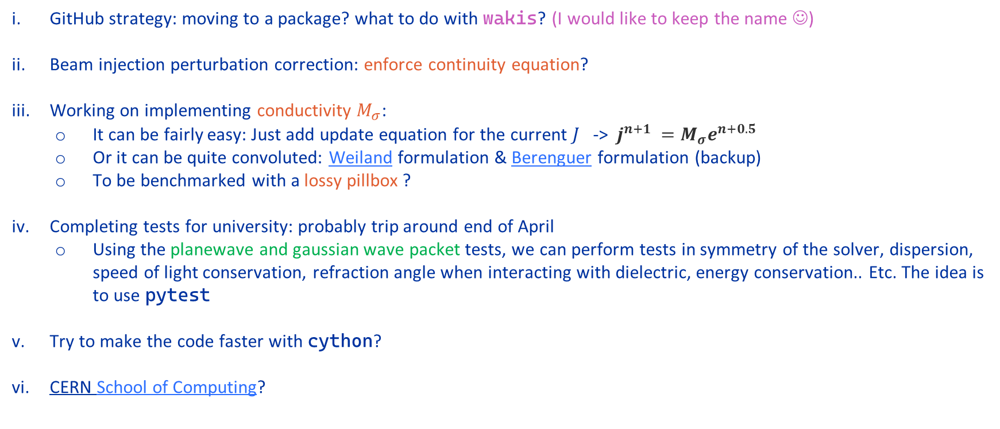 i. GitHub strategy: moving to a package? what to do with wakis? (I would like to keep the name ☺)
ii. Beam injection perturbation correction: enforce continuity equation?
iii. Working on implementing conductivity M_σ:
o It can be fairly easy: Just add update equation for the current J -> j^{n+1} = M_σ e^{n+0.5}
o Or it can be quite convoluted: Weiland formulation & Berenguer formulation (backup)
o To be benchmarked with a lossy pillbox ?
iv. Completing tests for university: probably trip around end of April
o Using the planewave and gaussian wave packet tests, we can perform tests in symmetry of the solver, dispersion,
speed of light conservation, refraction angle when interacting with dielectric, energy conservation.. Etc. The idea is
to use pytest
v. Try to make the code faster with cython?
vi. CERN School of Computing?